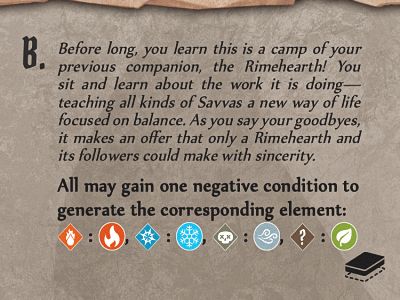 B. Before long, you learn this is a camp of your
previous companion, the Rimehearth! You
sit and learn about the work it is doing—
teaching all kinds of Savvas a new way of life
focused on balance. As you say your goodbyes,
it makes an offer that only a Rimehearth and
its followers could make with sincerity.
All may gain one negative condition to
generate the corresponding element:
: , : , : , ? :